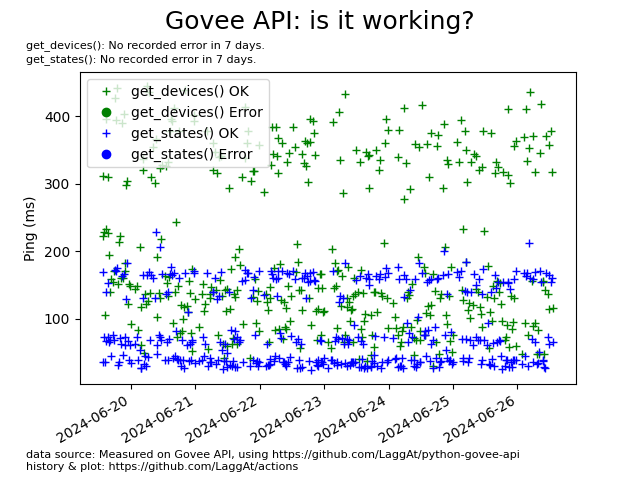 Govee API: is it working?
get_devices(): No recorded error in 7 days.
get_states(): No recorded error in 7 days.
get_devices() OK
get_devices() Error
get_states() OK
get_states() Error
Ping (ms)
400
300
200
100
2024-06-20
2024-06-21
2024-06-22
2024-06-23
2024-06-24
2024-06-25
2024-06-26
data source: Measured on Govee API, using https://github.com/LaggAt/python-govee-api
history & plot: https://github.com/LaggAt/actions